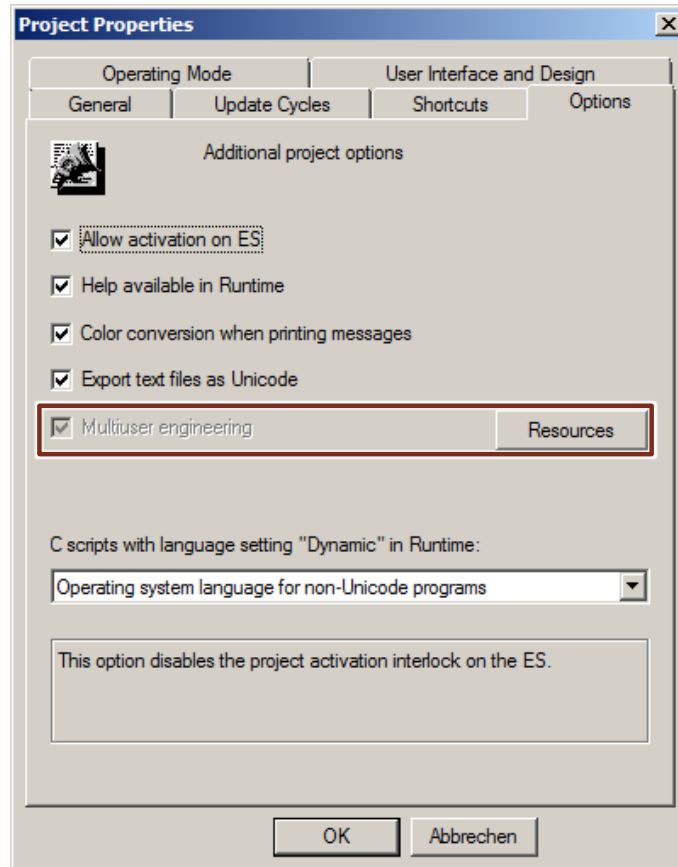 Project Properties
Operating Mode
User Interface and Design
General
Update Cycles
Shortcuts
Options
Additional project options
Allow activation on ES
Help available in Runtime
Color conversion when printing messages
Export text files as Unicode
Multiuser engineering
Resources
C scripts with language setting "Dynamic" in Runtime:
Operating system language for non-Unicode programs
This option disables the project activation interlock on the ES.
OK
Abbrechen